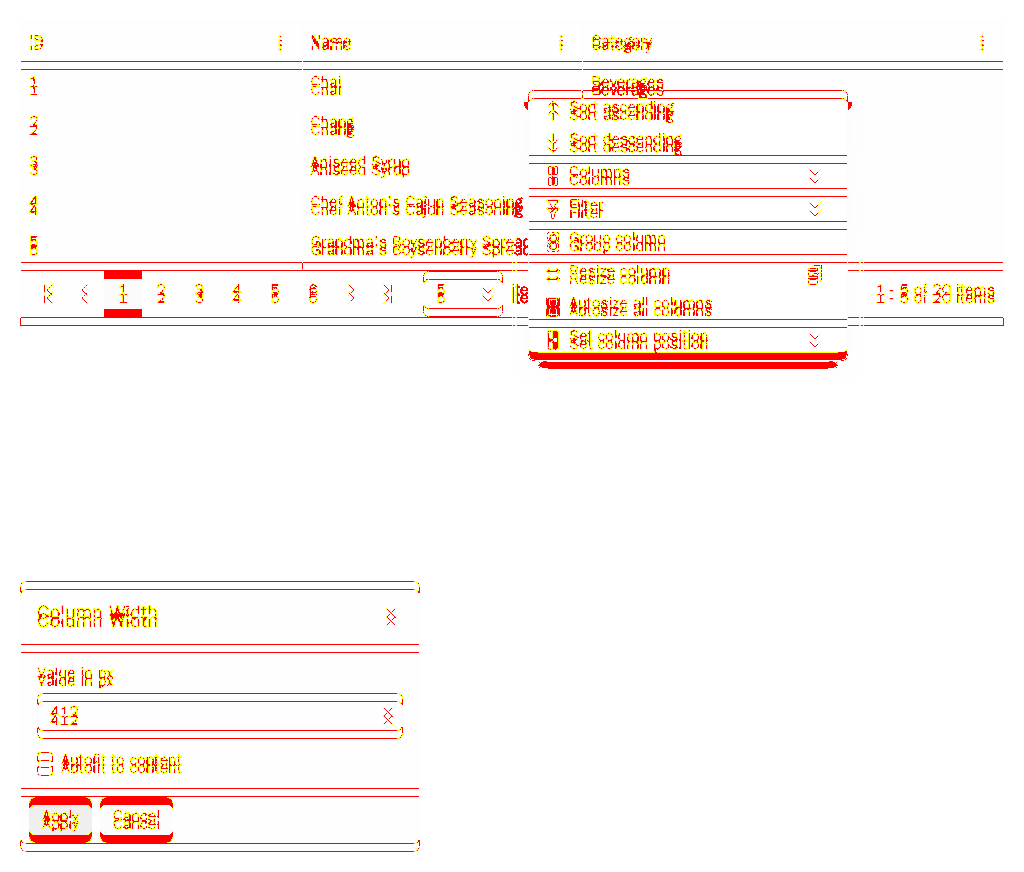 ID Name Category
1 Chai Beverages
2 Chang
3 Aniseed Syrup
4 Chef Anton's Cajun Seasoning
5 Grandma's Boysenberry Spread
Sort ascending
Sort descending
Columns
Filter
Group column
Resize column
Autosize all columns
Set column position
1 2 3 4 5 6 5 ite 1 - 5 of 20 items
Column Width
Value in px
412
Autofit to content
Apply Cancel